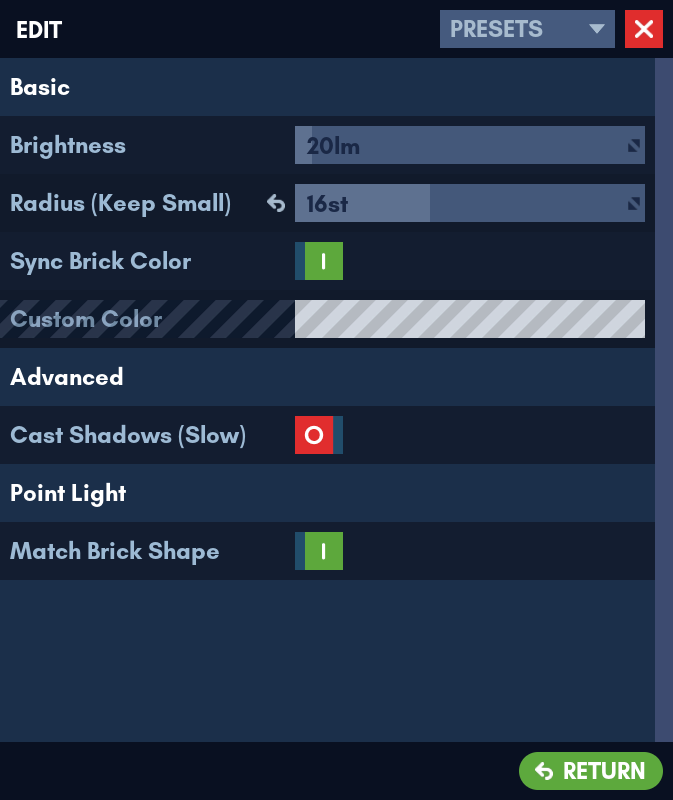 EDIT
PRESETS
Basic
Brightness
20lm
Radius (Keep Small)
16st
Sync Brick Color
Custom Color
Advanced
Cast Shadows (Slow)
Point Light
Match Brick Shape
RETURN